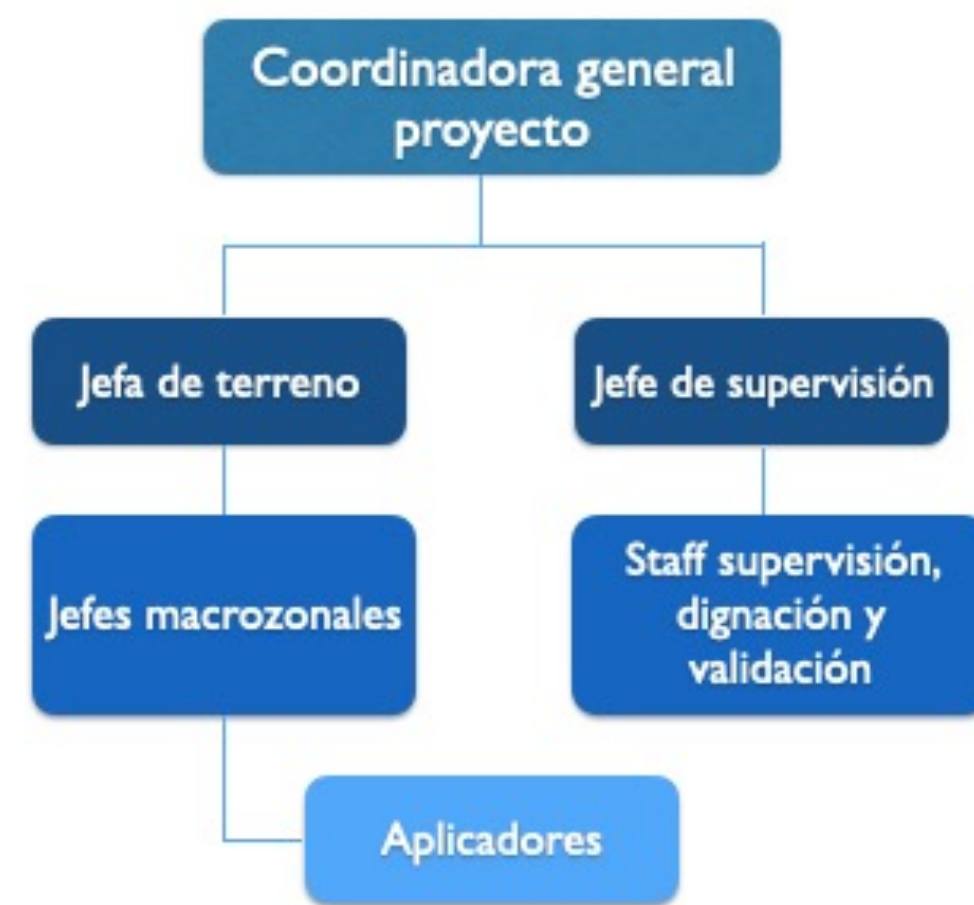 Coordinadora general
proyecto
Jefa de terreno
Jefe de supervisión
Jefes macrozonales
Staff supervisión,
dignación y
validación
Aplicadores